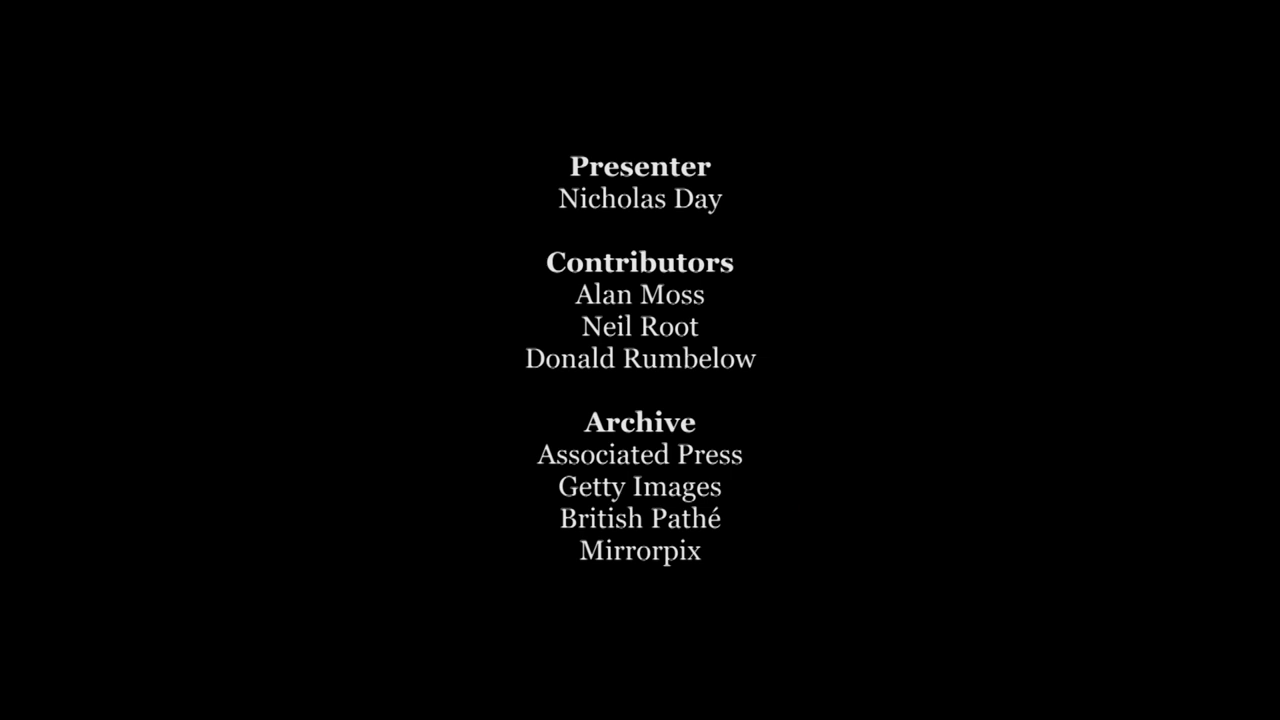 Presenter
Nicholas Day
Contributors
Alan Moss
Neil Root
Donald Rumbelow
Archive
Associated Press
Getty Images
British Pathé
Mirrorpix